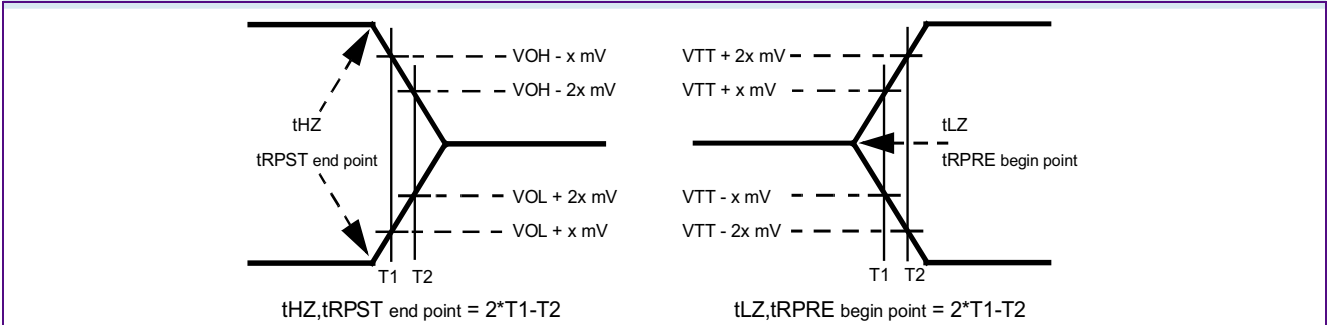 VOH - x mV
VOH - 2x mV
tHZ
tRPST end point
VOL + 2x mV
VOL + x mV
T1 T2
tHZ,tRPST end point = 2*T1-T2
VTT + 2x mV
VTT + x mV
tLZ
tRPRE begin point
VTT - x mV
VTT - 2x mV
T1 T2
tLZ,tRPRE begin point = 2*T1-T2